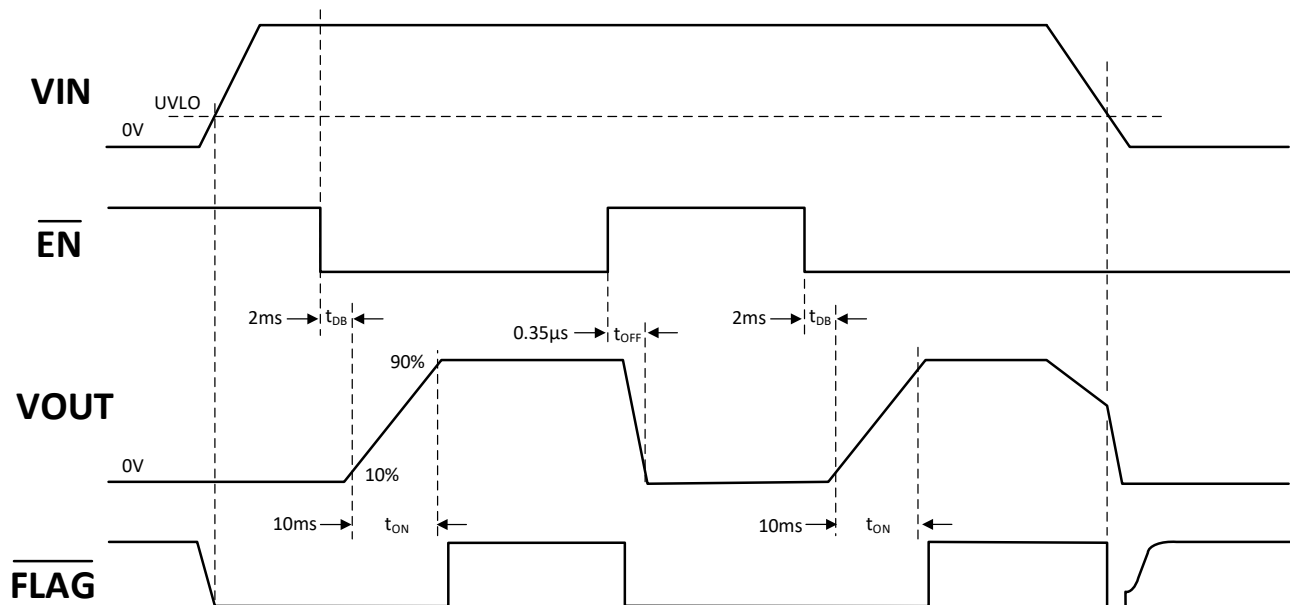 VIN
UVLO
0V
EN
2ms
tDB
0.35µs
tOFF
2ms
tDB
90%
VOUT
0V
10%
10ms
tON
10ms
tON
FLAG